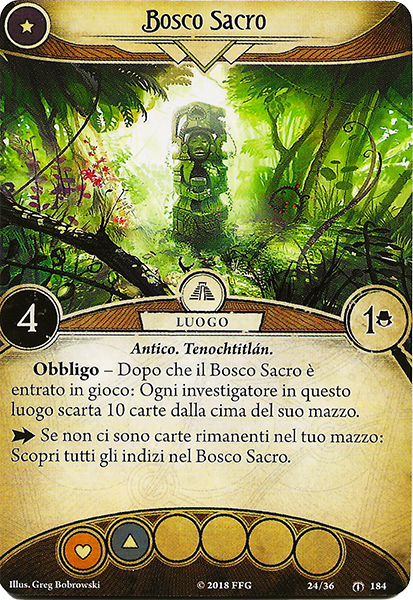 Bosco Sacro
4
LUOGO
1
Antico. Tenochtitlán.
Obbligo – Dopo che il Bosco Sacro è
entrato in gioco: Ogni investigatore in questo
luogo scarta 10 carte dalla cima del suo mazzo.
Se non ci sono carte rimanenti nel tuo mazzo:
Scopri tutti gli indizi nel Bosco Sacro.
Illus. Greg Bobrowski © 2018 FFG 24/36 184